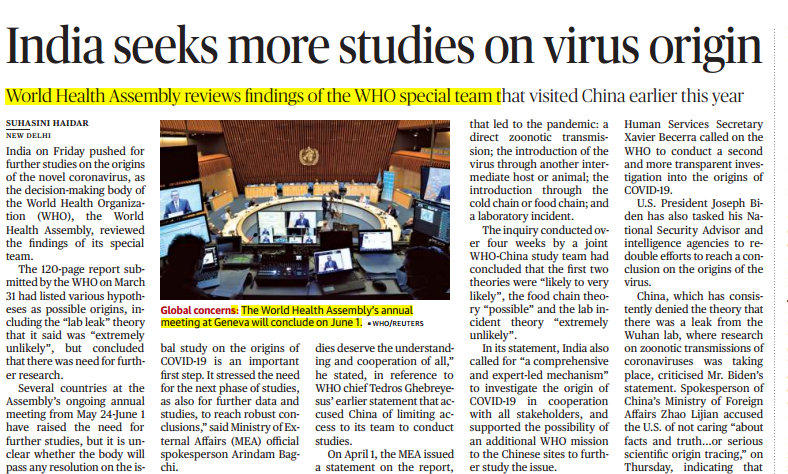 India seeks more studies on virus origin
World Health Assembly reviews findings of the WHO special team that visited China earlier this year
SUHASINI HAIDAR
NEW DELHI
India on Friday pushed for
further studies on the origins
of the novel coronavirus, as
the decision-making body of
the World Health Organiza-
tion (WHO), the World
Health Assembly, reviewed
the findings of its special
team.
The 120-page report sub-
mitted by the WHO on March
31 had listed various hypoth-
eses as possible origins, in-
cluding the “lab leak” theory
that it said was “extremely
unlikely”, but concluded
that there was need for furth-
er research.
Several countries at the
Assembly's ongoing annual
meeting from May 24-June 1
have raised the need for
further studies, but it is un-
clear whether the body will
pass any resolution on the is-
Global concerns: The World Health Assembly's annual
meeting at Geneva will conclude on June 1. ▪ WHO/REUTERS
bal study on the origins of
COVID-19 is an important
first step. It stressed the need
for the next phase of studies,
as also for further data and
studies, to reach robust con-
clusions,” said Ministry of Ex-
ternal Affairs (MEA) official
spokesperson Arindam Bag-
chi.
dies deserve the understand-
ing and cooperation of all,”
he stated, in reference to
WHO chief Tedros Ghebreye-
sus’ earlier statement that ac-
cused China of limiting ac-
cess to its team to conduct
studies.
On April 1, the MEA issued
a statement on the report,
that led to the pandemic: a
direct zoonotic transmis-
sion; the introduction of the
virus through another inter-
mediate host or animal; the
introduction through the
cold chain or food chain; and
a laboratory incident.
The inquiry conducted ov-
er four weeks by a joint
WHO-China study team had
concluded that the first two
theories were “likely to very
likely”, the food chain theo-
ry “possible” and the lab in-
cident theory “extremely
unlikely”.
In its statement, India also
called for “a comprehensive
and expert-led mechanism”
to investigate the origin of
COVID-19 in cooperation
with all stakeholders, and
supported the possibility of
an additional WHO mission
to the Chinese sites to furth-
er study the issue.
Human Services Secretary
Xavier Becerra called on the
WHO to conduct a second
and more transparent inves-
tigation into the origins of
COVID-19.
U.S. President Joseph Bi-
den has also tasked his Na-
tional Security Advisor and
intelligence agencies to re-
double efforts to reach a con-
clusion on the origins of the
virus.
China, which has consis-
tently denied the theory that
there was a leak from the
Wuhan lab, where research
on zoonotic transmissions of
coronaviruses was taking
place, criticised Mr. Biden's
statement. Spokesperson of
China's Ministry of Foreign
Affairs Zhao Lijian accused
the U.S. of not caring “about
facts and truth...or serious
scientific origin tracing,” on
Thursday, indicating that